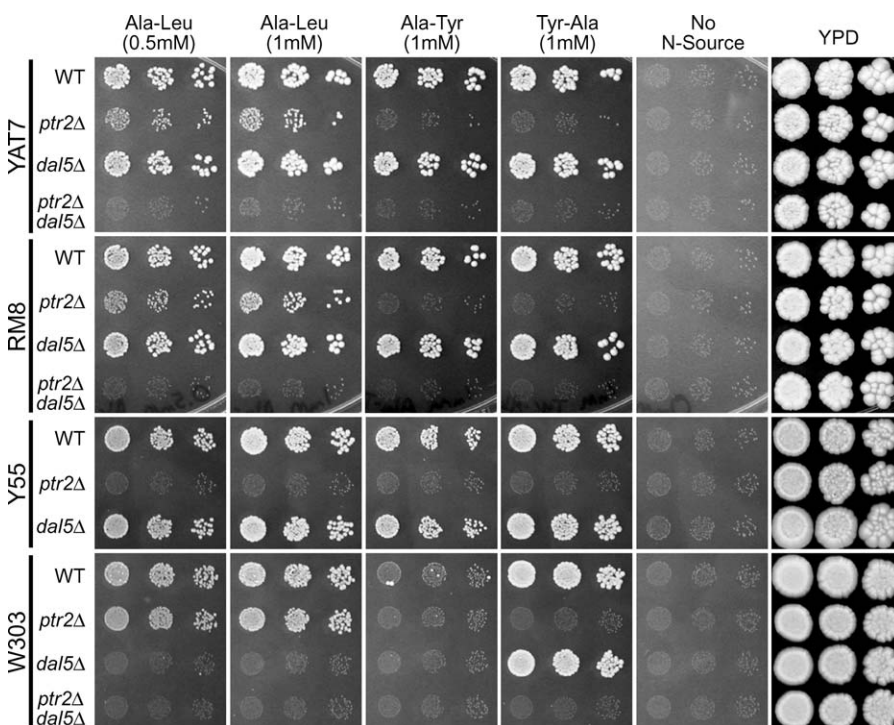 Ala-Leu (0.5mM)
Ala-Leu (1mM)
Ala-Tyr (1mM)
Tyr-Ala (1mM)
No N-Source
YPD
YAT7
WT
ptr2Δ
dal5Δ
ptr2Δ
dal5Δ
RM8
WT
ptr2Δ
dal5Δ
ptr2Δ
dal5Δ
Y55
WT
ptr2Δ
dal5Δ
W303
WT
ptr2Δ
dal5Δ
ptr2Δ
dal5Δ